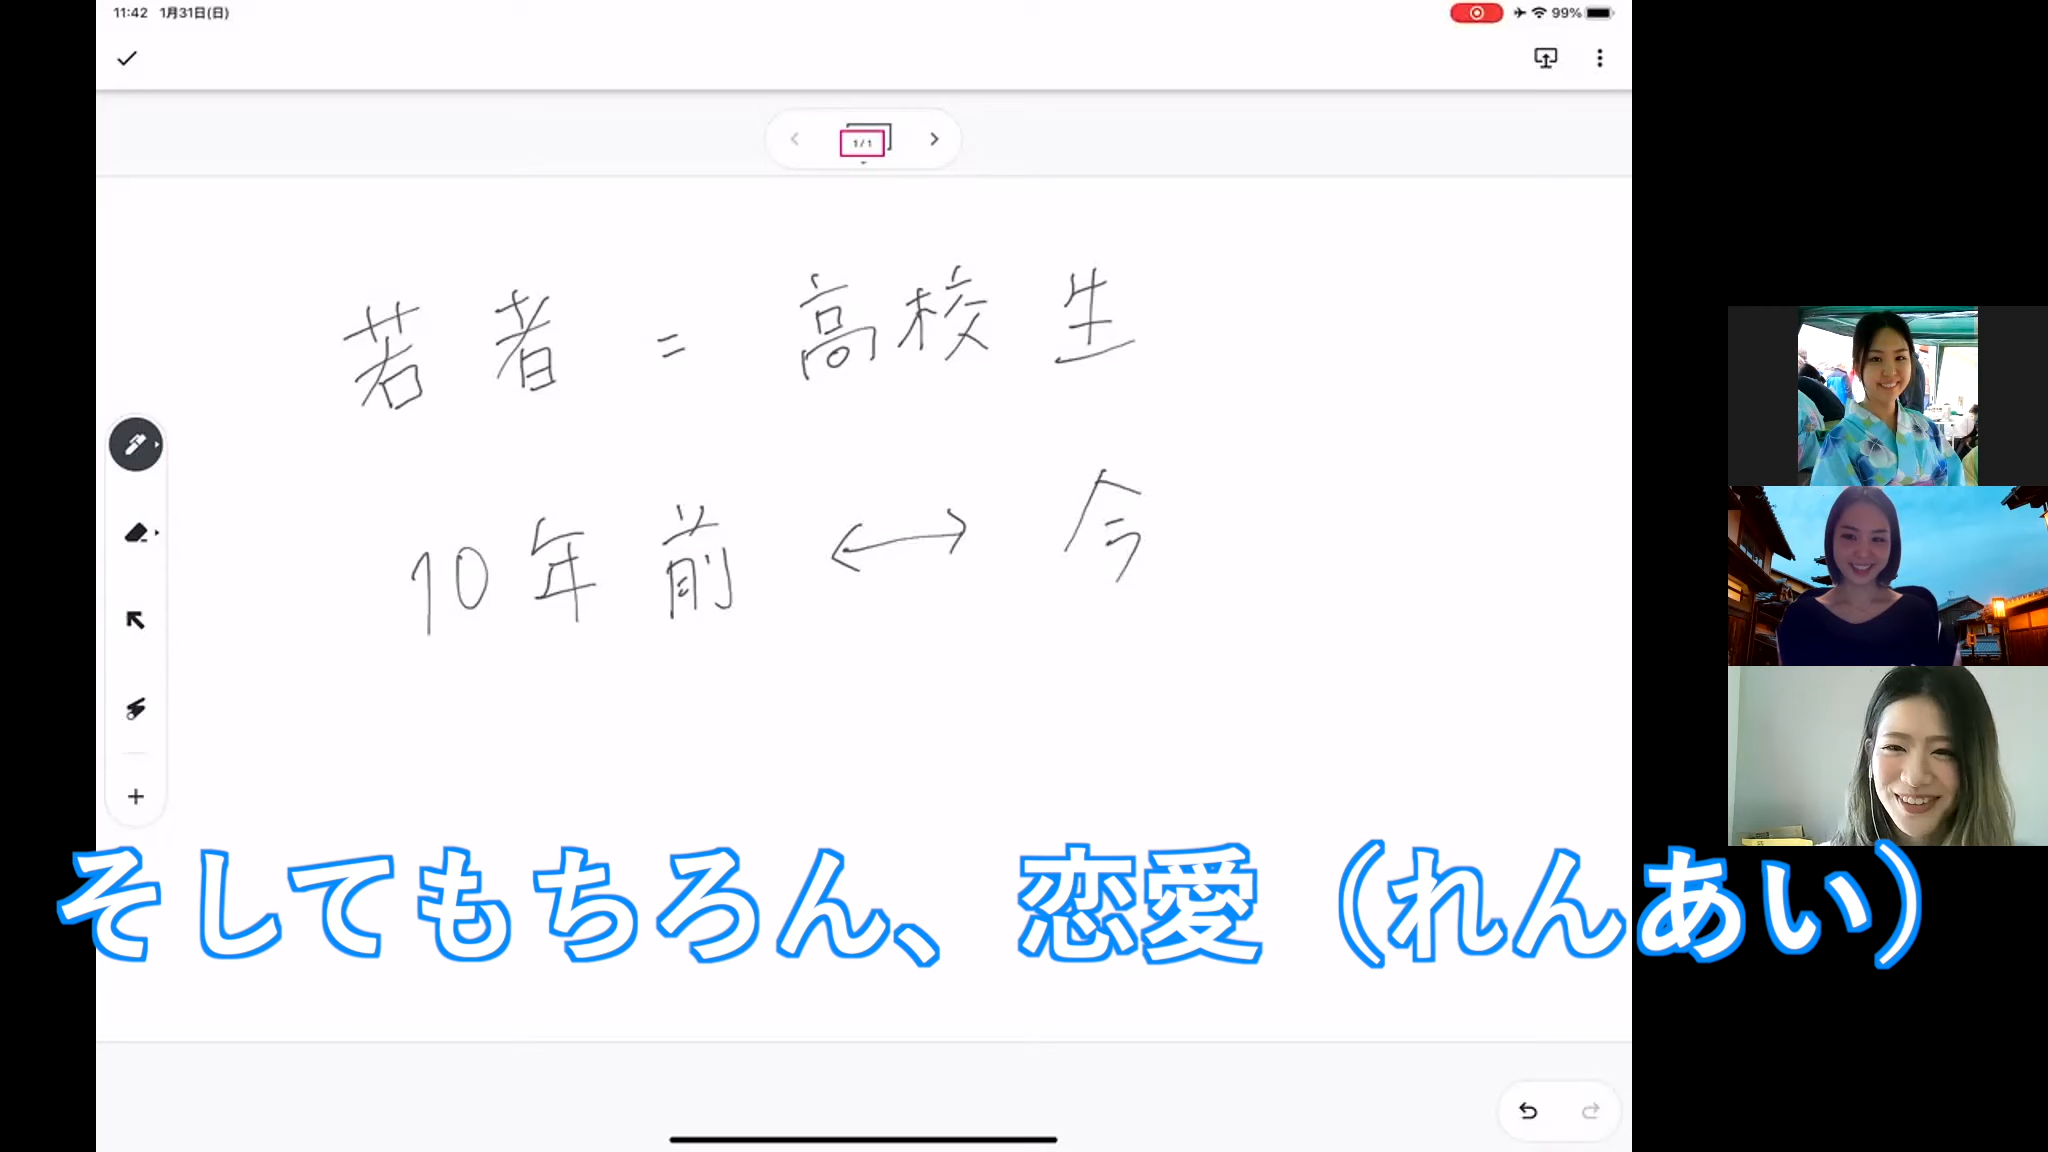 11:42 1月31日(日)
99%
1/1
若者 = 高校生
10年前 ↔ 今
そしてもちろん、恋愛（れんあい）